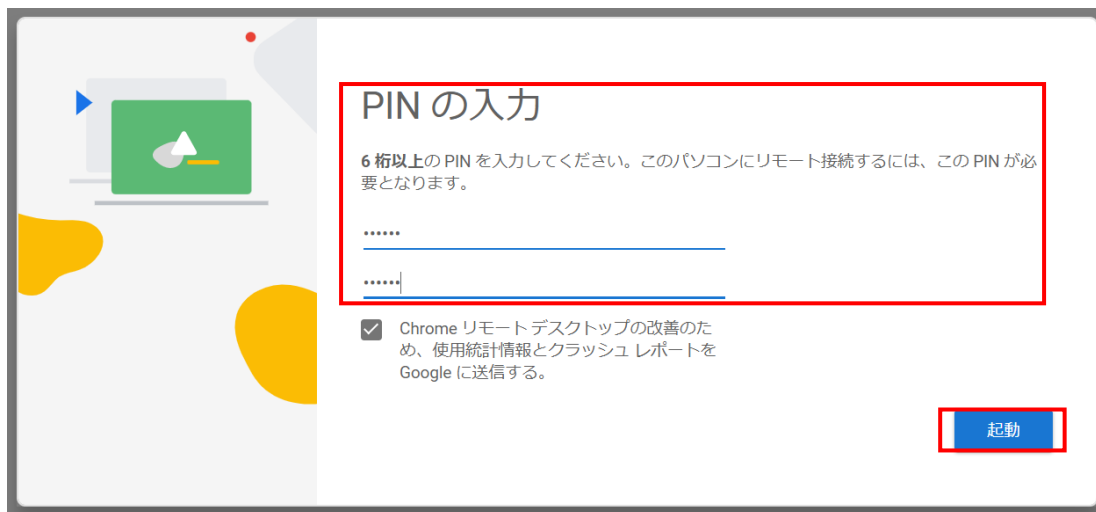 PIN の入力
6 桁以上の PIN を入力してください。このパソコンにリモート接続するには、この PIN が必
要となります。
••••••
••••••
Chrome リモート デスクトップの改善のた
め、使用統計情報とクラッシュ レポートを
Google に送信する。
起動